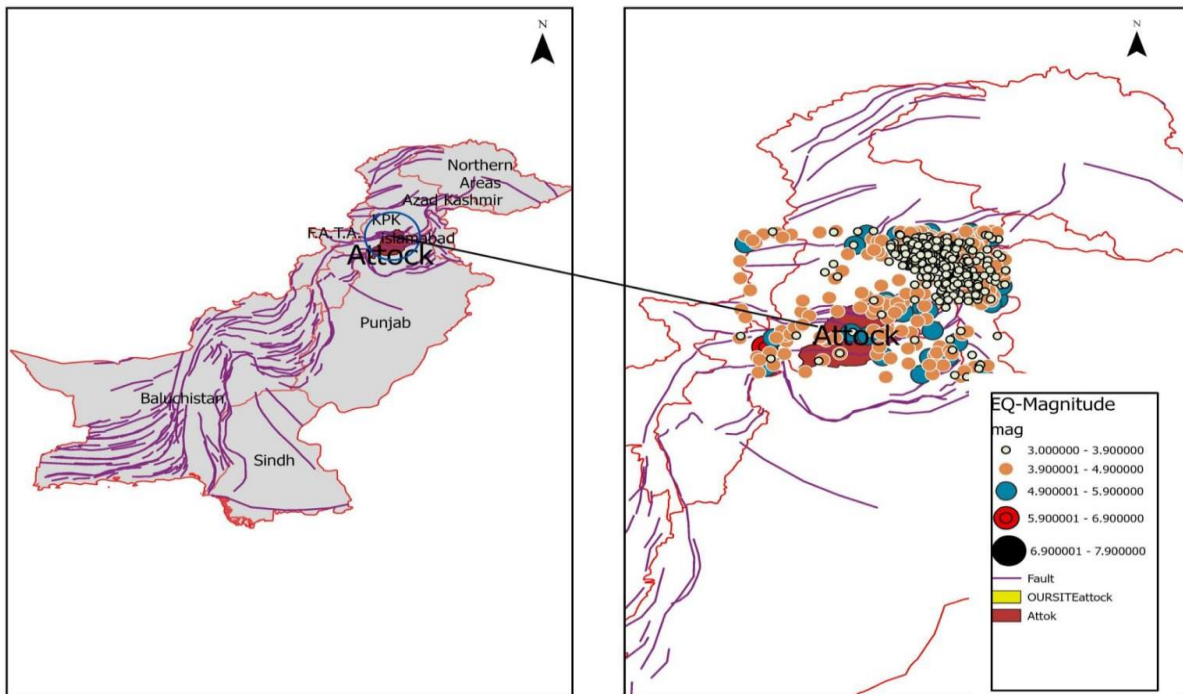 N
Northern
Areas
Azad Kashmir
KPK
F.A.T.A.
Islamabad
Attock
Punjab
Baluchistan
Sindh
N
Attock
EQ-Magnitude
mag
3.000000 - 3.900000
3.900001 - 4.900000
4.900001 - 5.900000
5.900001 - 6.900000
6.900001 - 7.900000
Fault
OURSITEattock
Attok